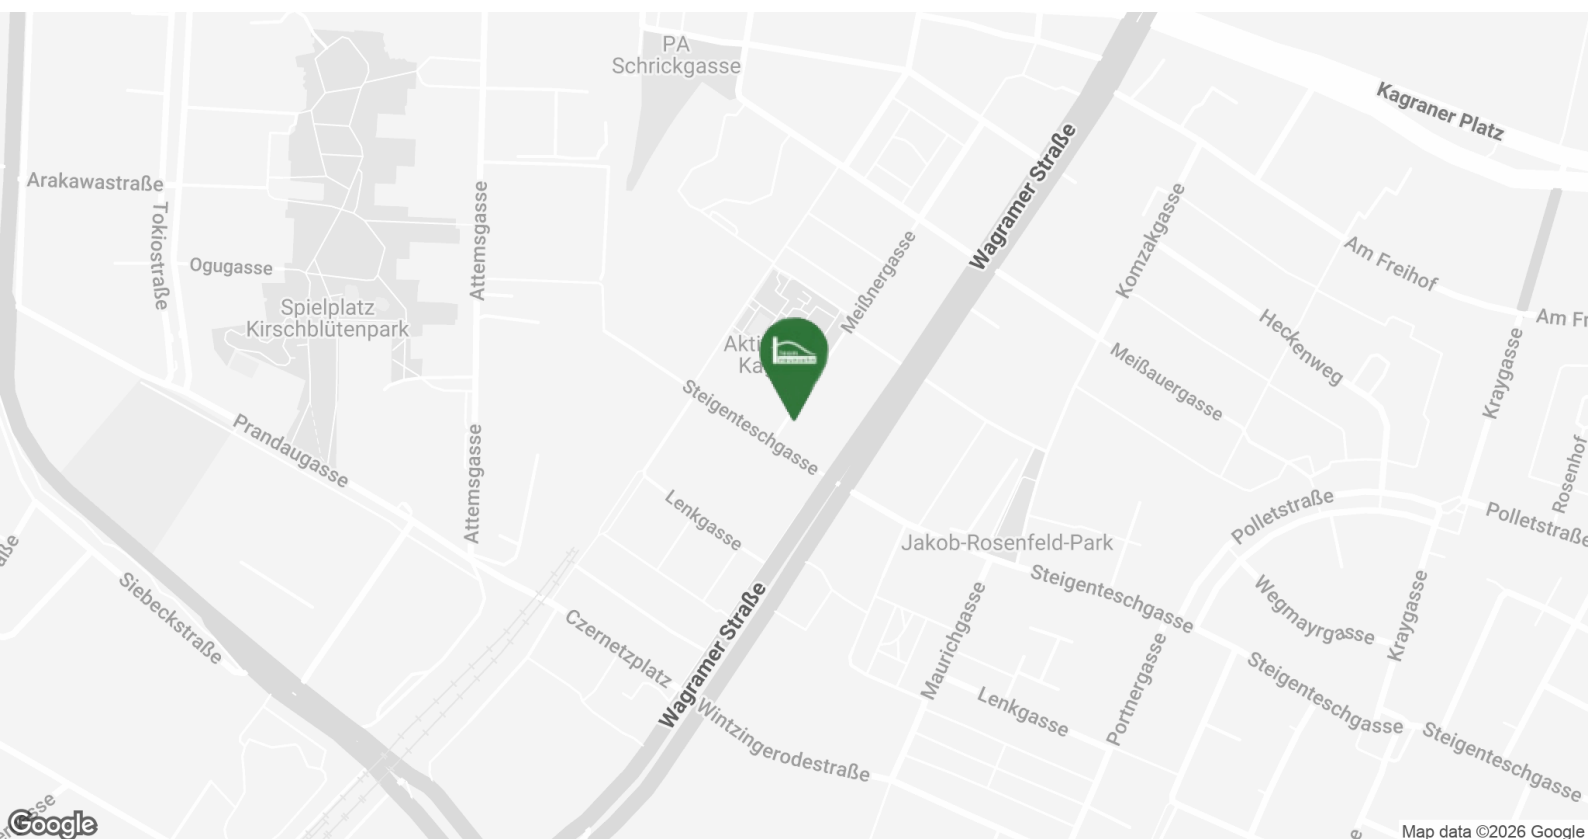 PA
Schrickgasse
Kagraner Platz
Wagramer Straße
Arakawastraße
Tokiostraße
Attemsgasse
Komzakgasse
Meißnergasse
Am Freihof
Ogugasse
Spielplatz
Kirschblütenpark
Heckenweg
Am Fr
Meißauergasse
Kraygasse
Steigenteschgasse
Prandaugasse
Attemsgasse
Rosenhof
Lenkgasse
Polletstraße
Polletstraße
Jakob-Rosenfeld-Park
Siebeckstraße
Steigenteschgasse
Wegmayrgasse
Kraygasse
Czernetzplatz
Wagramer Straße
Maurichgasse
Portnergasse
Steigenteschgasse
Lenkgasse
Wintzingerodestraße
Steigenteschgasse
Google
Map data ©2026 Google